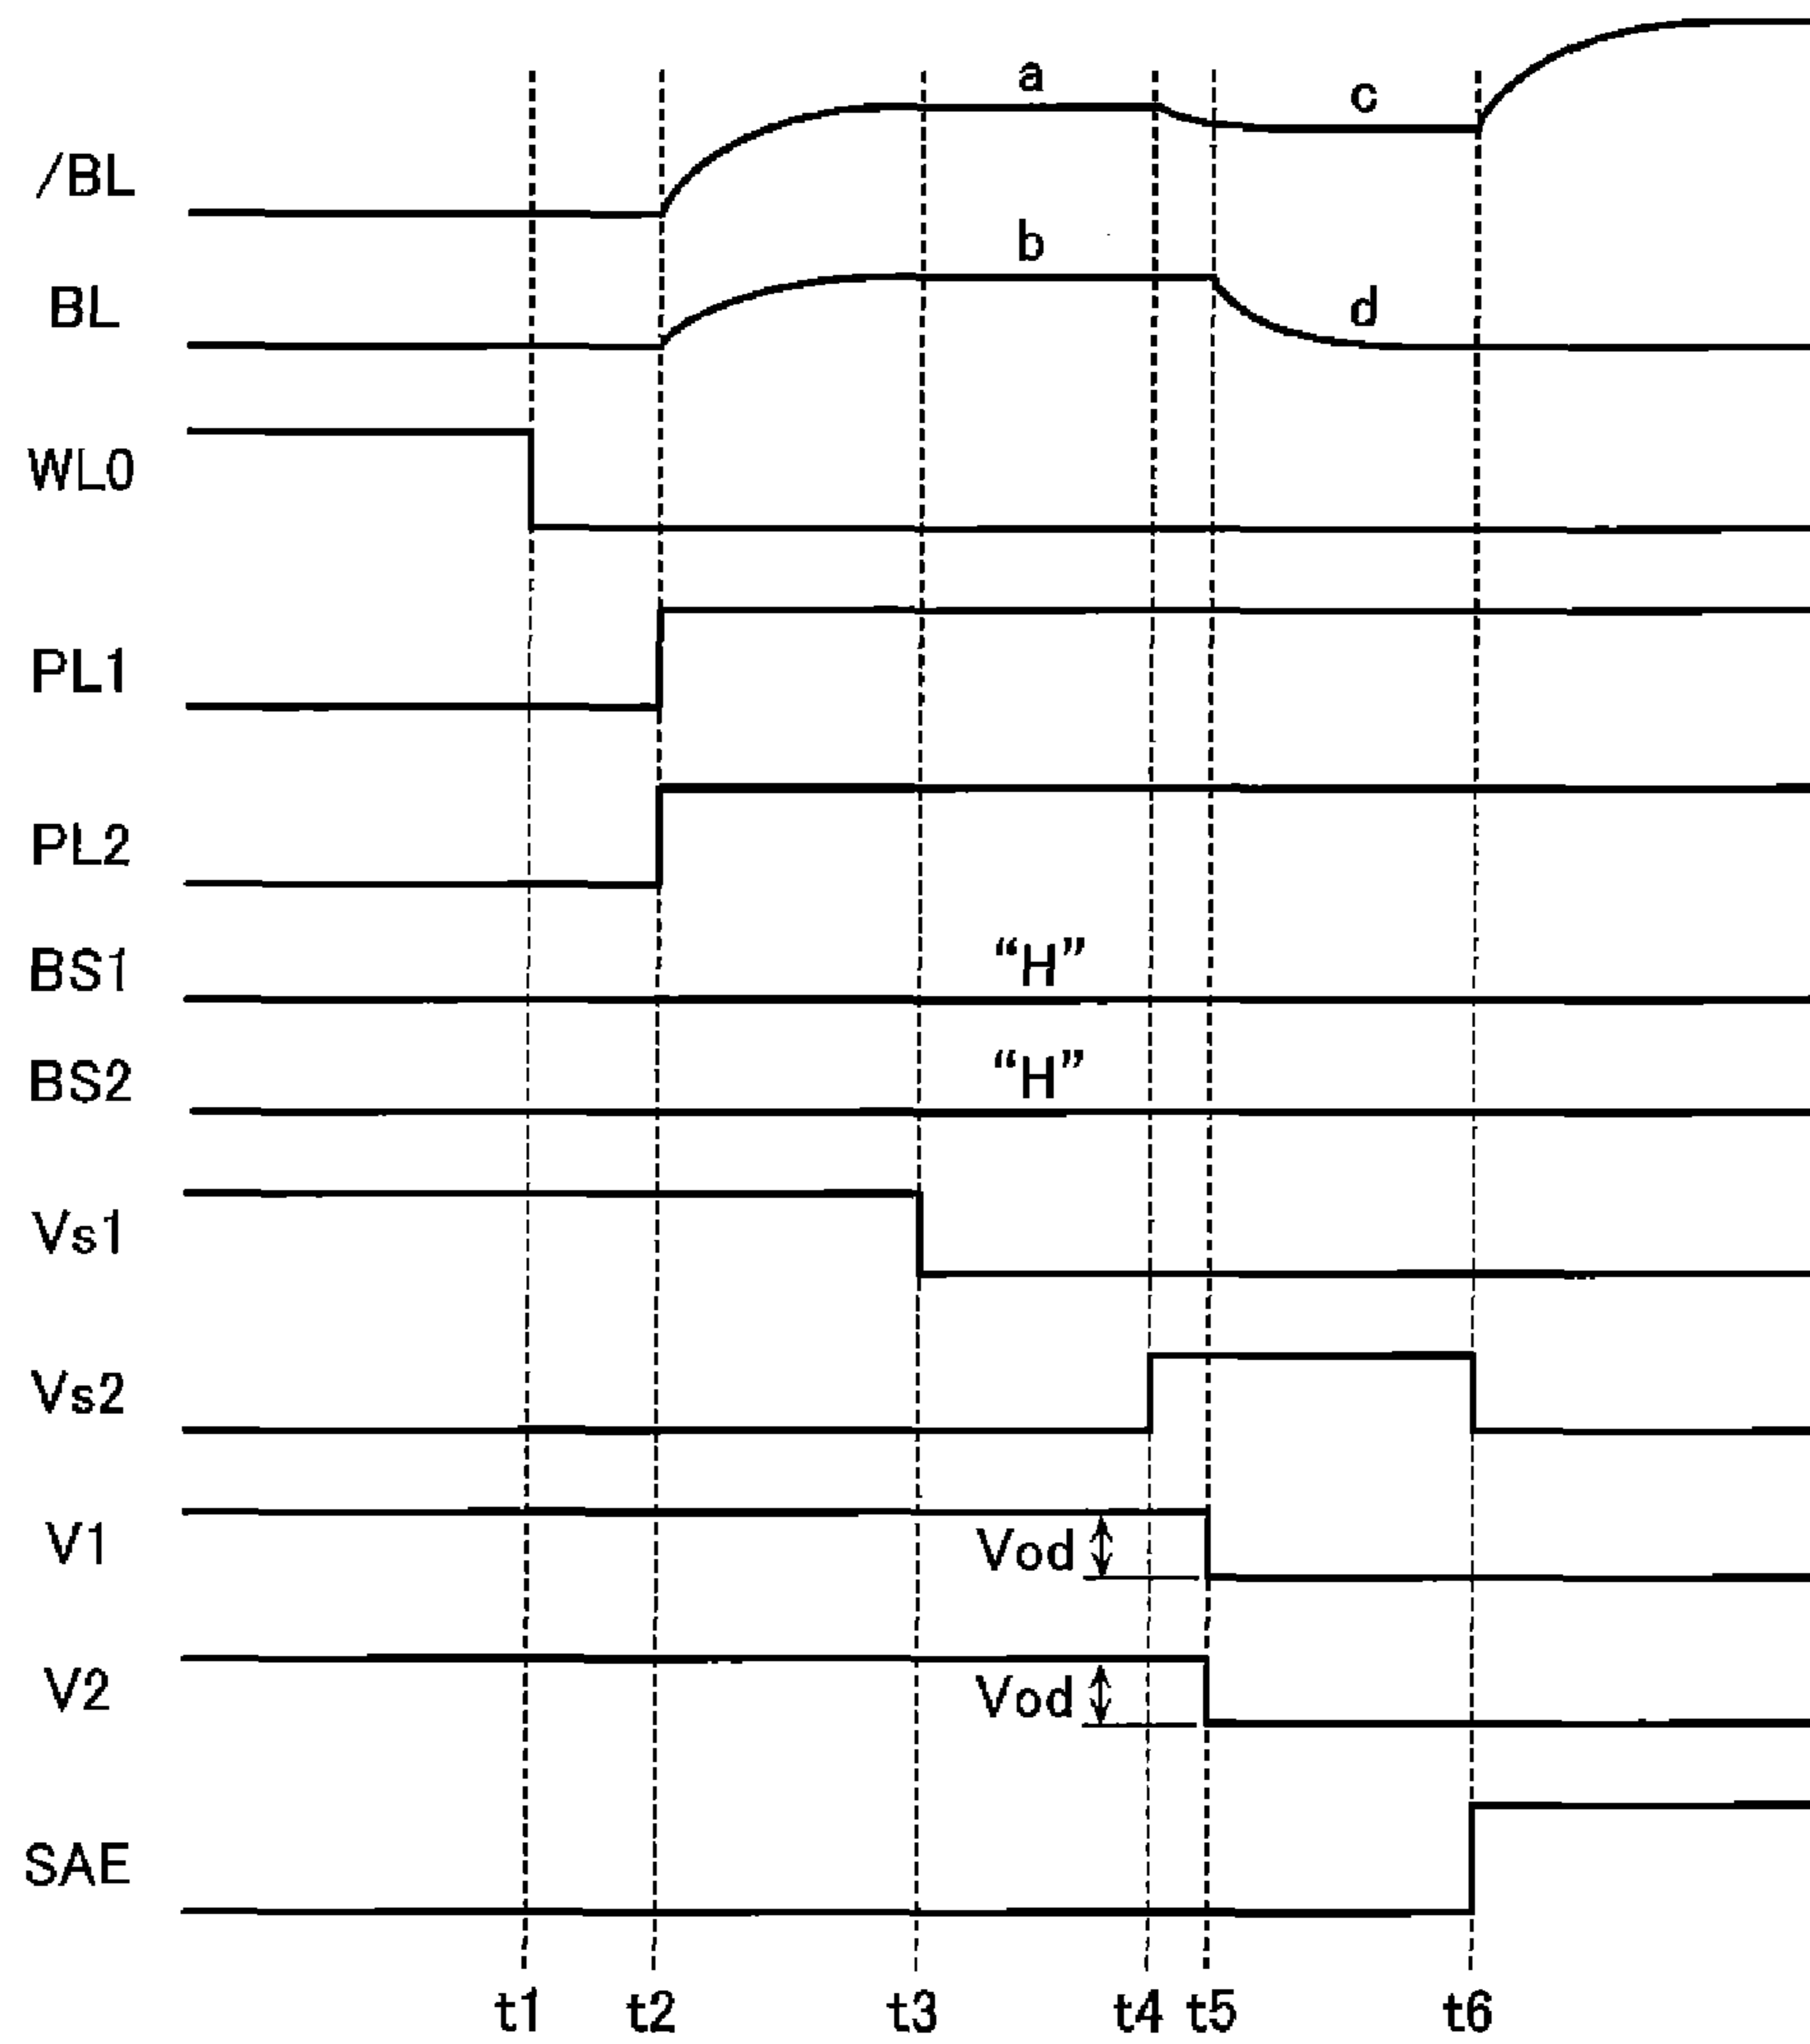 a
c
/BL
b
BL
d
WL0
PL1
PL2
BS1
“H”
BS2
“H”
Vs1
Vs2
V1
Vod
V2
Vod
SAE
t1 t2 t3 t4 t5 t6